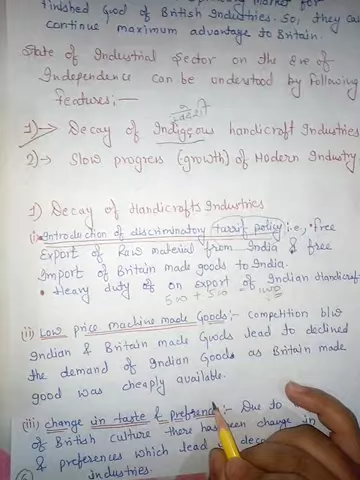 finished Good of British Industries. So, they can
continue maximum advantage to Britain.
State of Industrial Sector on the Eve of
Independence can be understood by following
features:—
1)→ Decay of Indigeous handicraft Industries
2)→ Slow progress (growth) of Modern Industry
1) Decay of Handicrafts Industries
(i) Introduction of discriminatory tarif policy i.e., • free
Export of Raw material from India & free
Import of Britain made goods to India.
• Heavy duty of on export of Indian Handicraft
500 + 500 = 1000
(ii) Low price machine made Goods:- competition b/w
Indian & Britain made Goods lead to declined
the demand of Indian Goods as Britain made
good was cheaply available.
(iii) change in taste & prefrence:- Due to
of British culture there has been change in
& preferences which lead
industries.